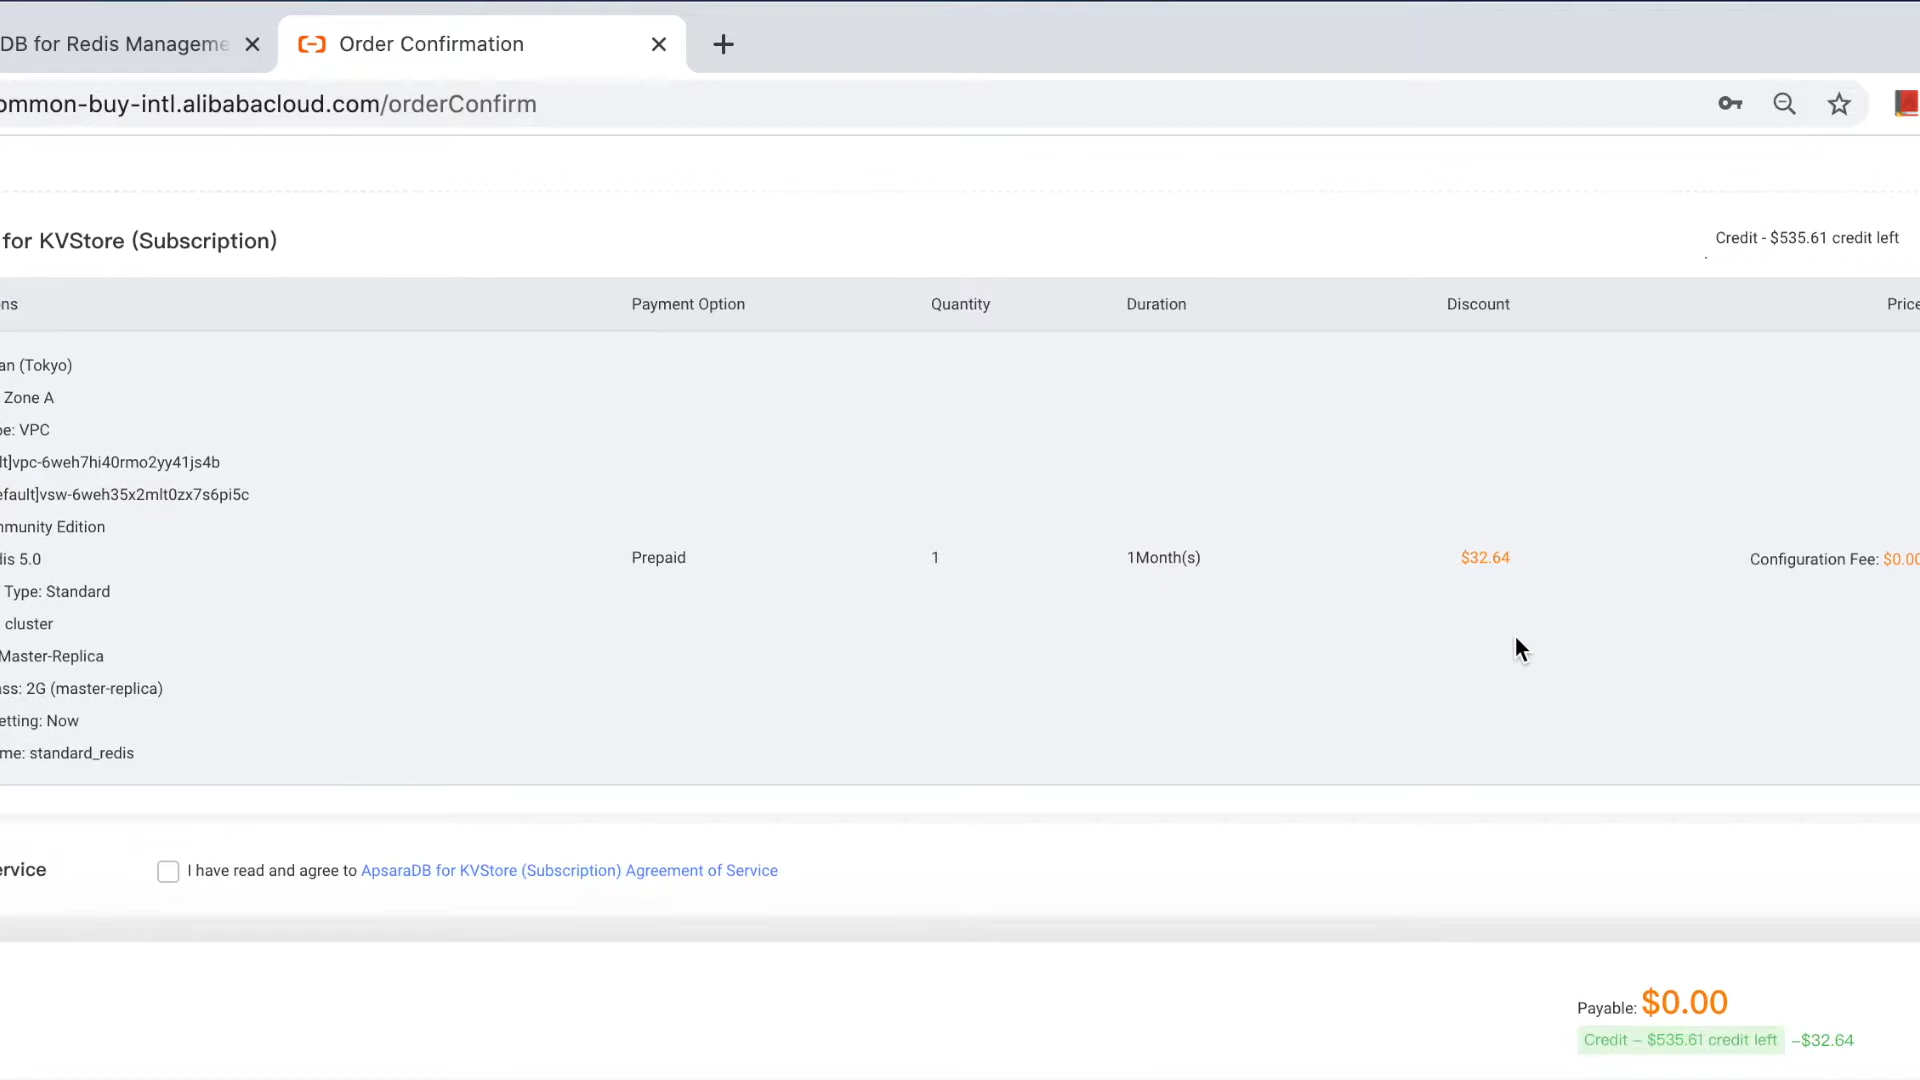 DB for Redis Manageme
Order Confirmation
ommon-buy-intl.alibabacloud.com/orderConfirm
for KVStore (Subscription)
Credit - $535.61 credit left
ns Payment Option Quantity Duration Discount Price
an (Tokyo)
Zone A
pe: VPC
lt]vpc-6weh7hi40rmo2yy41js4b
efault]vsw-6weh35x2mlt0zx7s6pi5c
mmunity Edition
dis 5.0
Prepaid 1 1Month(s) $32.64 Configuration Fee: $0.00
Type: Standard
cluster
Master-Replica
ass: 2G (master-replica)
etting: Now
me: standard_redis
ervice
I have read and agree to ApsaraDB for KVStore (Subscription) Agreement of Service
Payable: $0.00
Credit – $535.61 credit left –$32.64